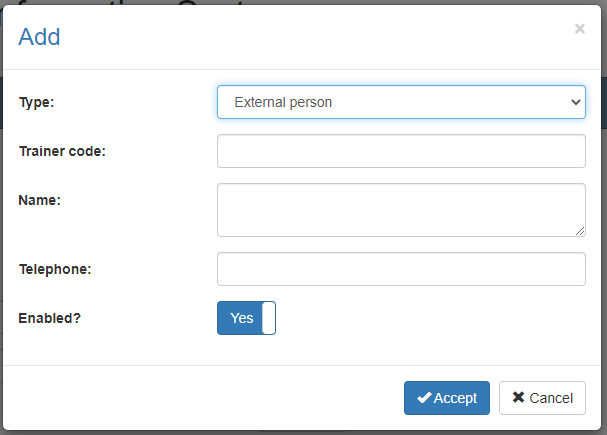 Add
×
Type:
External person
Trainer code:
Name:
Telephone:
Enabled?
Yes
Accept
Cancel